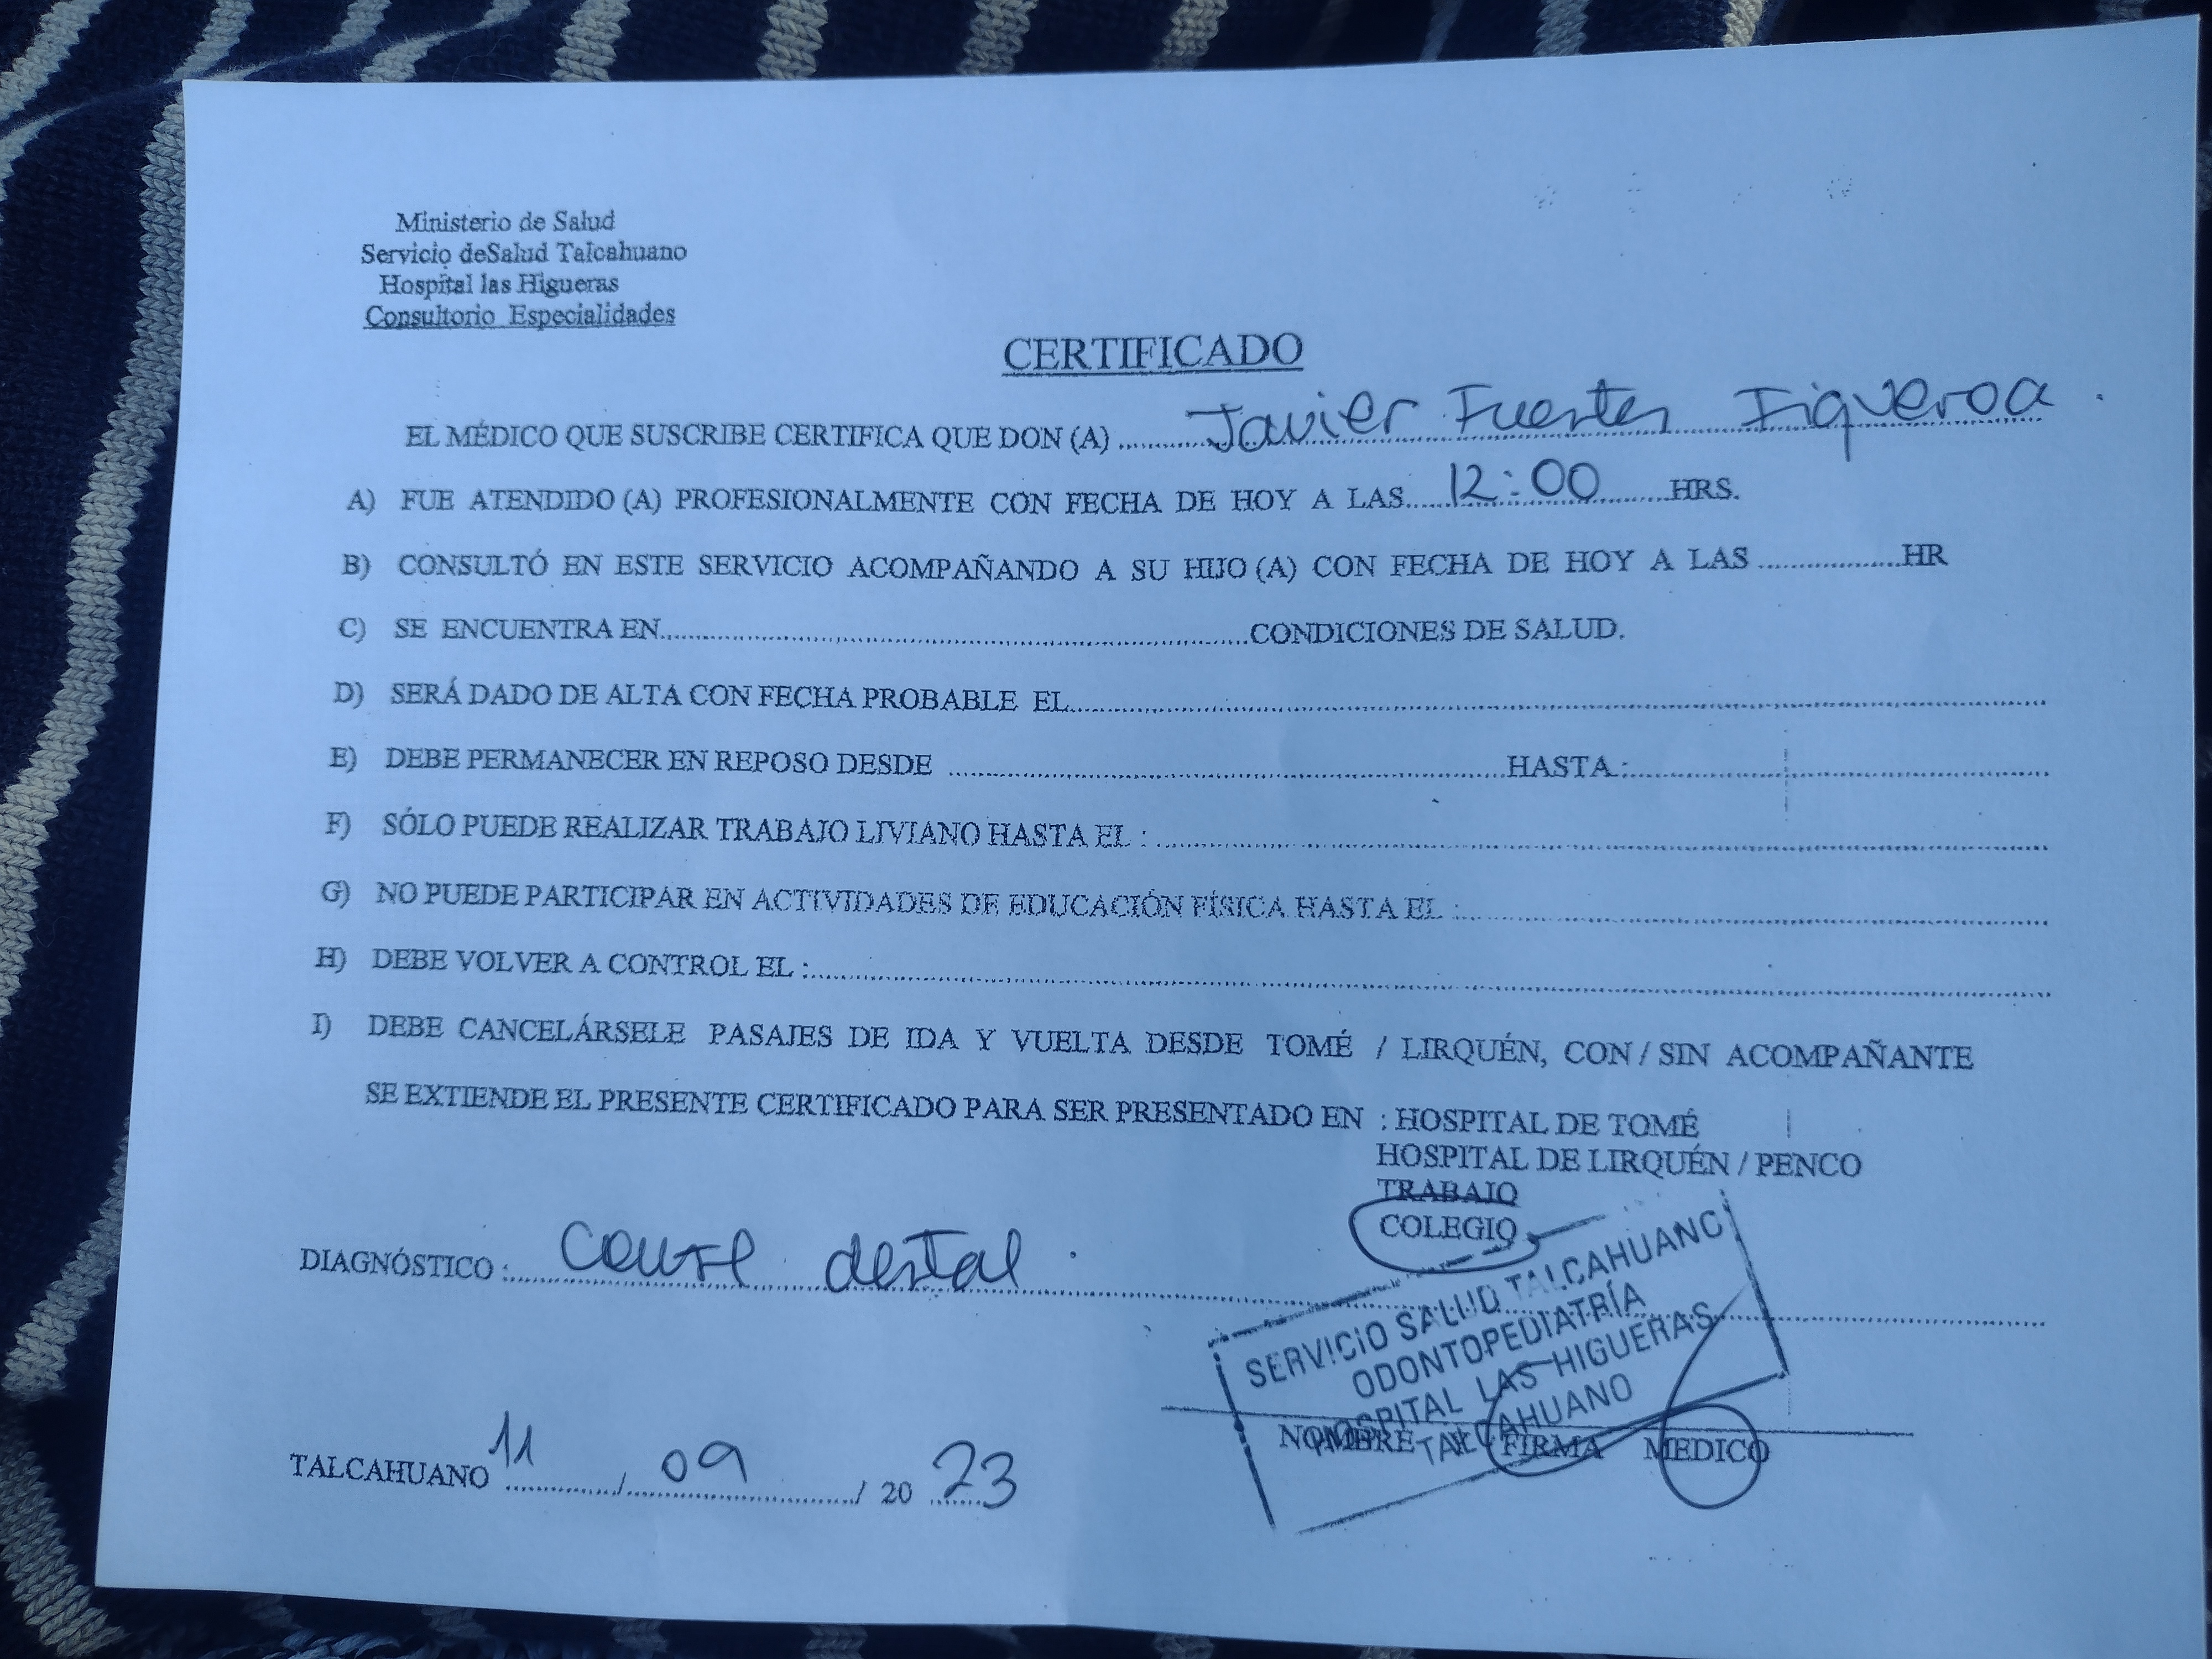 Ministerio de Salud
Servicio deSalud Talcahuano
Hospital las Higueras
Consultorio Especialidades
CERTIFICADO
EL MÉDICO QUE SUSCRIBE CERTIFICA QUE DON (A) Javier Fuentes Figueroa.
A) FUE ATENDIDO (A) PROFESIONALMENTE CON FECHA DE HOY A LAS 12:00 HRS.
B) CONSULTÓ EN ESTE SERVICIO ACOMPAÑANDO A SU HIJO (A) CON FECHA DE HOY A LAS ................HR
C) SE ENCUENTRA EN................CONDICIONES DE SALUD.
D) SERÁ DADO DE ALTA CON FECHA PROBABLE EL................
E) DEBE PERMANECER EN REPOSO DESDE ................HASTA :................
F) SÓLO PUEDE REALIZAR TRABAJO LIVIANO HASTA EL : ................
G) NO PUEDE PARTICIPAR EN ACTIVIDADES DE EDUCACIÓN FÍSICA HASTA EL :................
H) DEBE VOLVER A CONTROL EL :................
I) DEBE CANCELÁRSELE PASAJES DE IDA Y VUELTA DESDE TOMÉ / LIRQUÉN, CON / SIN ACOMPAÑANTE
SE EXTIENDE EL PRESENTE CERTIFICADO PARA SER PRESENTADO EN : HOSPITAL DE TOMÉ
HOSPITAL DE LIRQUÉN / PENCO
TRABAJO
COLEGIO
DIAGNÓSTICO : dental.
SERVICIO SALUD TALCAHUANO
ODONTOPEDIATRÍA
HOSPITAL LAS HIGUERAS
TALCAHUANO
NOMBRE Y FIRMA MEDICO
TALCAHUANO 11 / 09 / 20 23